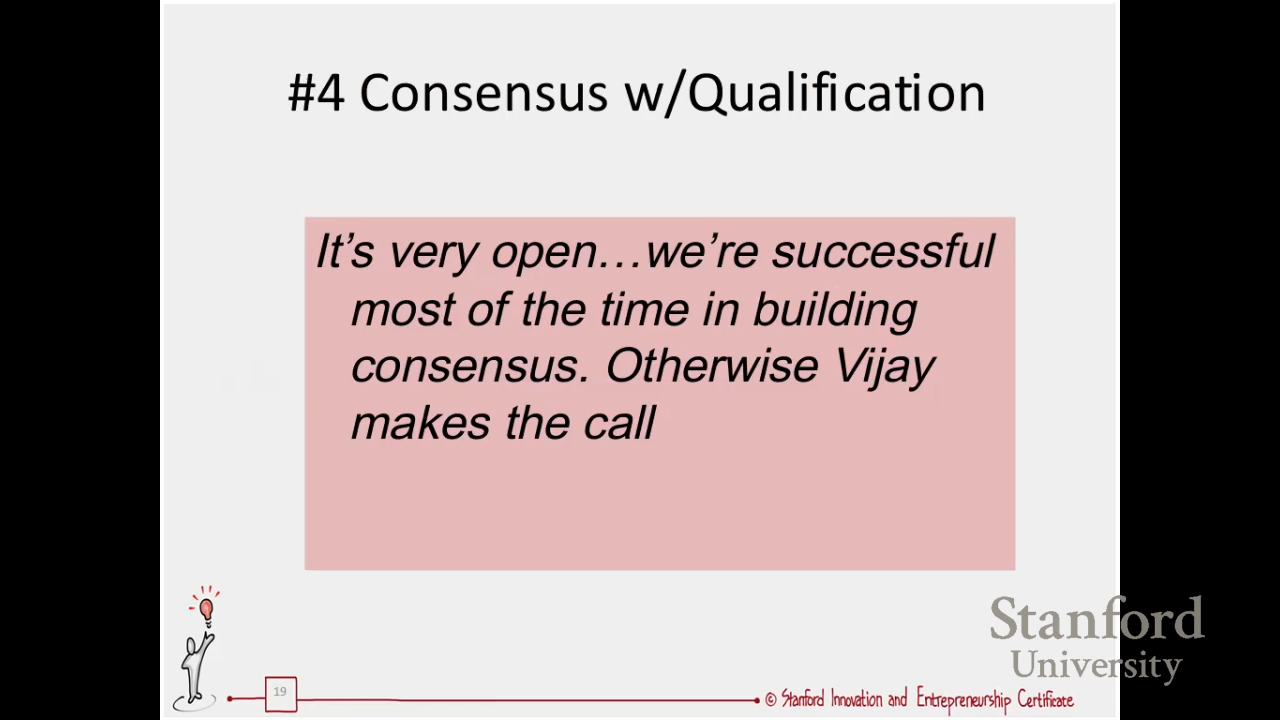 #4 Consensus w/Qualification
It’s very open…we’re successful
most of the time in building
consensus. Otherwise Vijay
makes the call
Stanford
University
19
© Stanford Innovation and Entrepreneurship Certificate